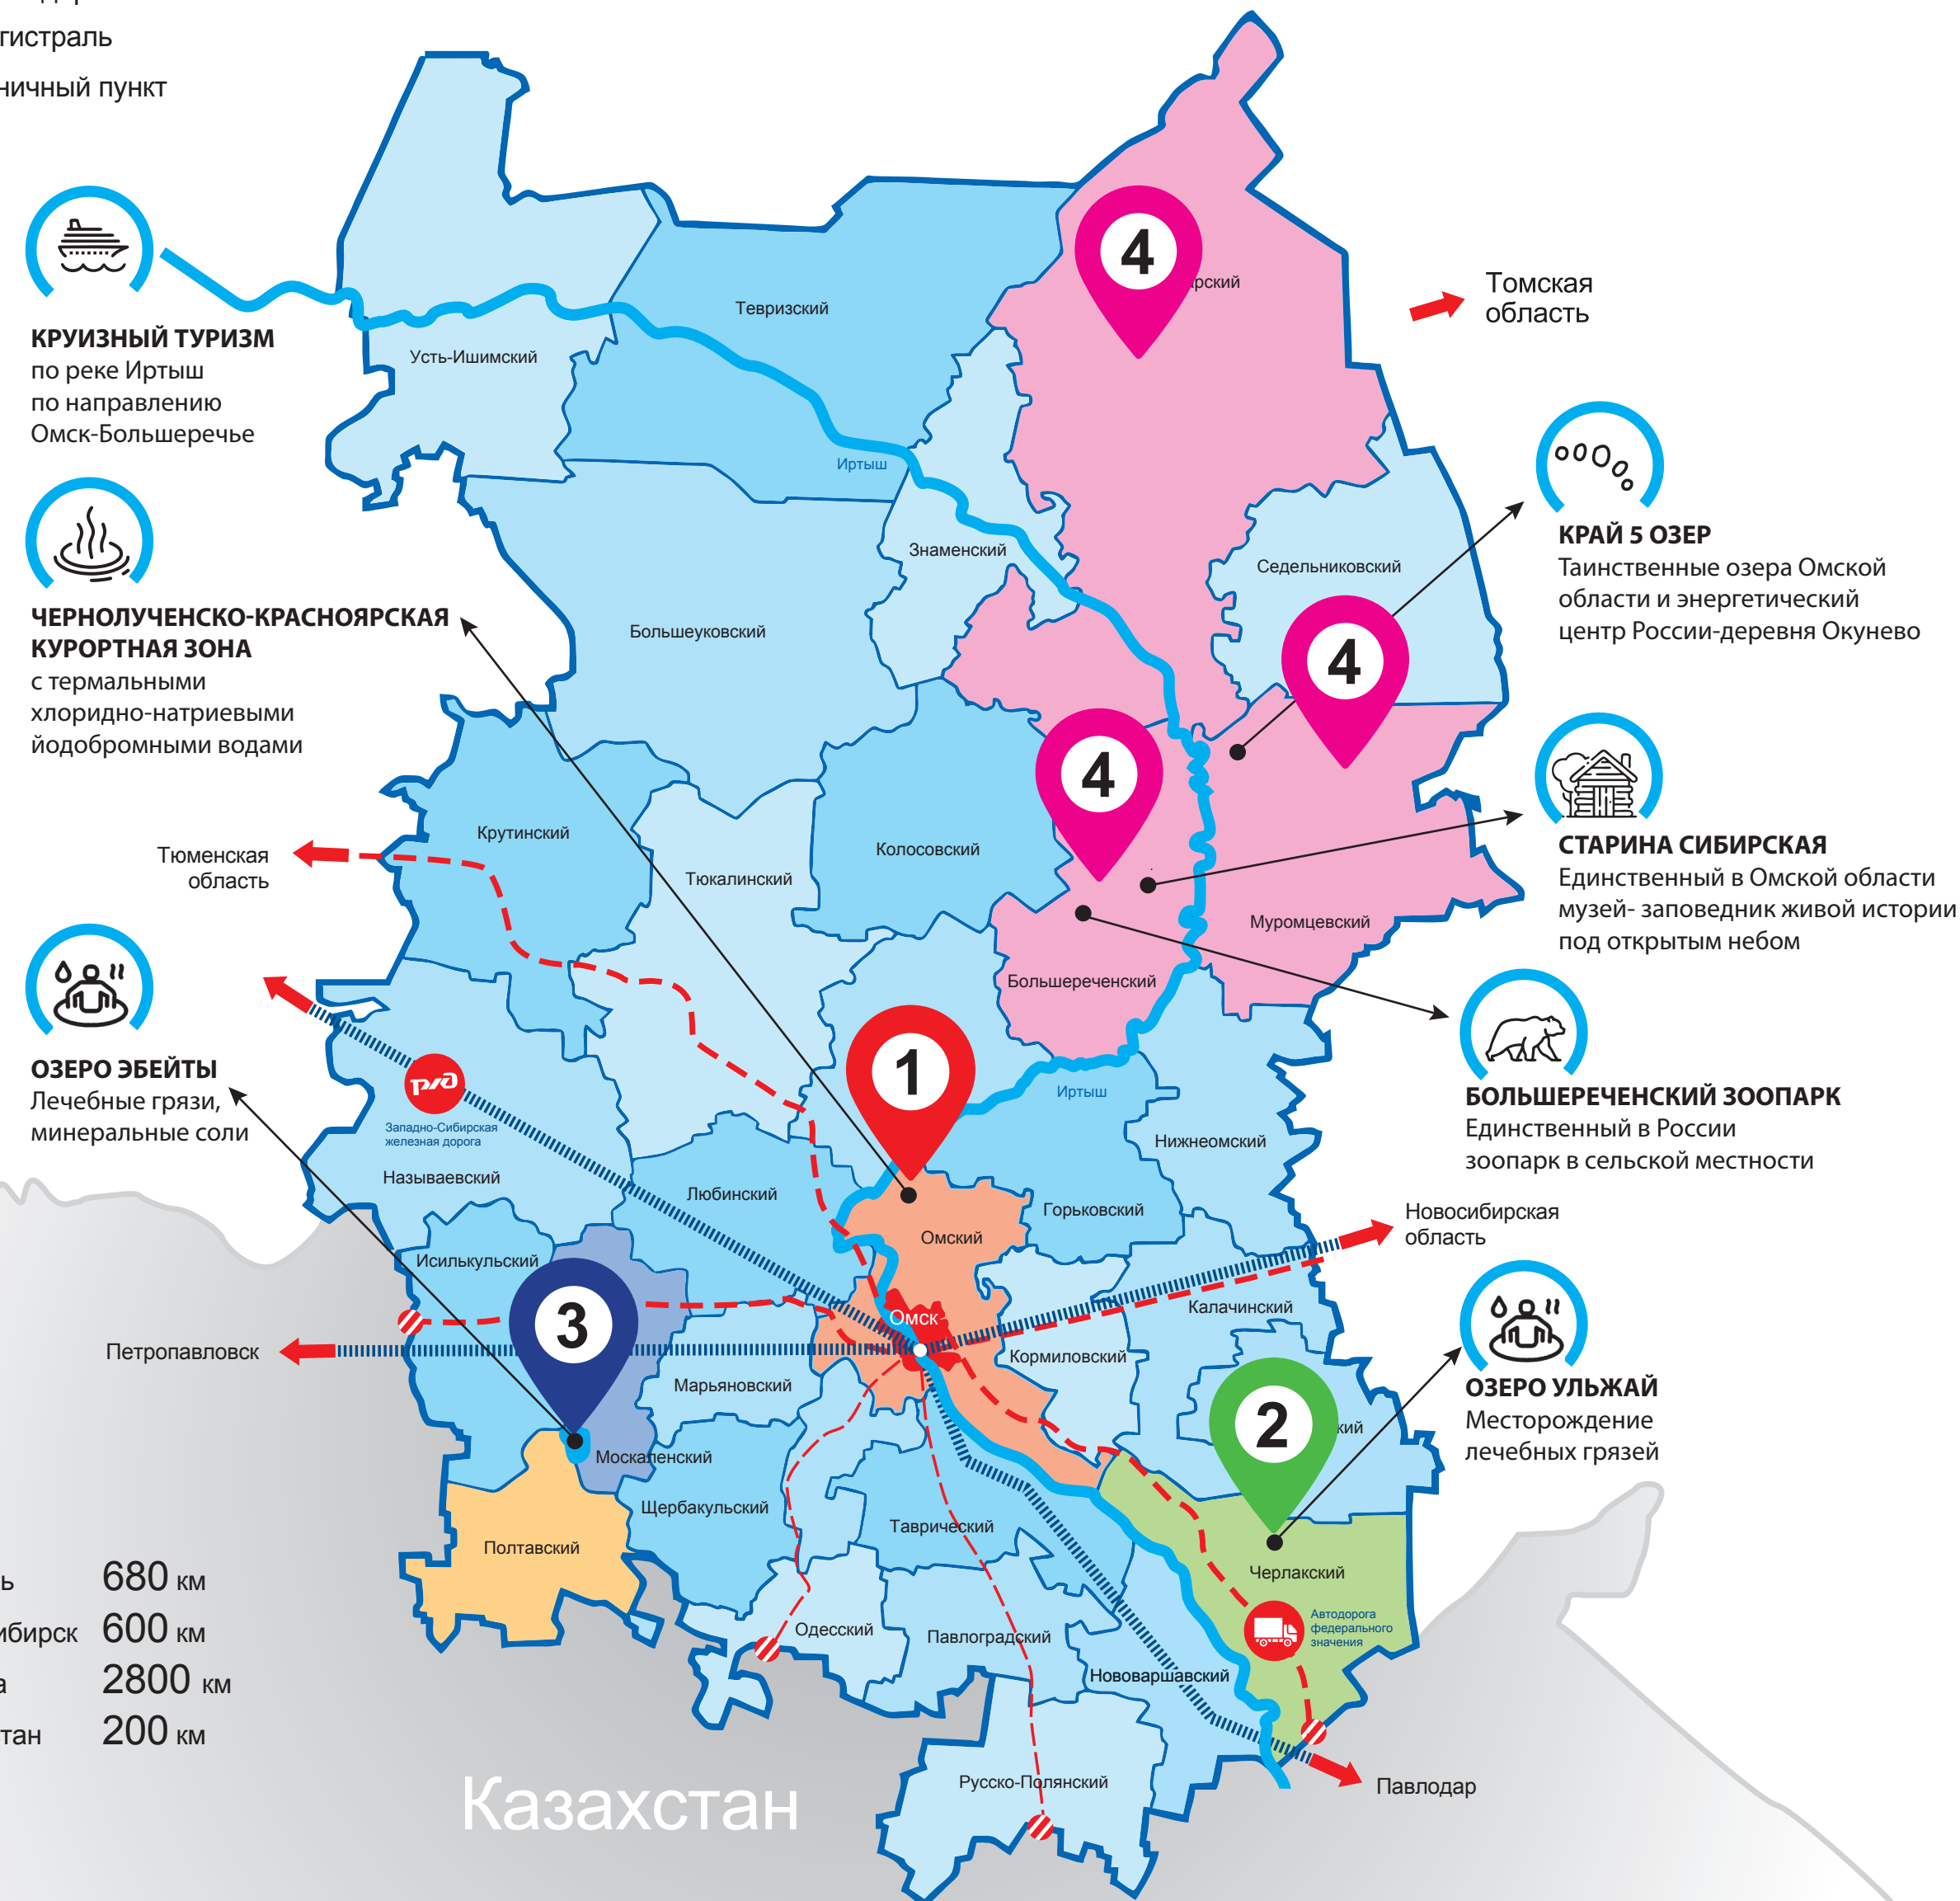 гистраль
ничный пункт
КРУИЗНЫЙ ТУРИЗМ
по реке Иртыш
по направлению
Омск-Большеречье
ЧЕРНОЛУЧЕНСКО-КРАСНОЯРСКАЯ
КУРОРТНАЯ ЗОНА
с термальными
хлоридно-натриевыми
йодобромными водами
Тюменская
область
ОЗЕРО ЭБЕЙТЫ
Лечебные грязи,
минеральные соли
Петропавловск
ь 680 км
ибирск 600 км
а 2800 км
тан 200 км
Казахстан
4
рский
Тевризский
Усть-Ишимский
Иртыш
Знаменский
Седельниковский
Большеуковский
4
4
Крутинский
Колосовский
Тюкалинский
Муромцевский
Большереченский
1
Иртыш
РЖД
Западно-Сибирская
железная дорога
Называевский
Нижнеомский
Любинский
Горьковский
Омский
Исилькульский
3
Омск
Калачинский
Кормиловский
Марьяновский
2
кий
Москаленский
Щербакульский
Таврический
Полтавский
Черлакский
Автодорога
федерального
значения
Одесский
Павлоградский
Нововаршавский
Русско-Полянский
Павлодар
Томская
область
КРАЙ 5 ОЗЕР
Таинственные озера Омской
области и энергетический
центр России-деревня Окунево
СТАРИНА СИБИРСКАЯ
Единственный в Омской области
музей- заповедник живой истории
под открытым небом
БОЛЬШЕРЕЧЕНСКИЙ ЗООПАРК
Единственный в России
зоопарк в сельской местности
Новосибирская
область
ОЗЕРО УЛЬЖАЙ
Месторождение
лечебных грязей